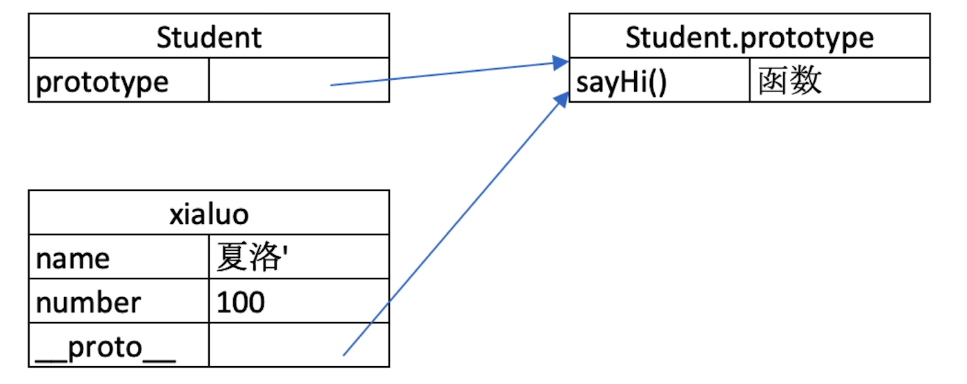 Student
prototype
Student.prototype
sayHi() 函数
xialuo
name 夏洛'
number 100
__proto__